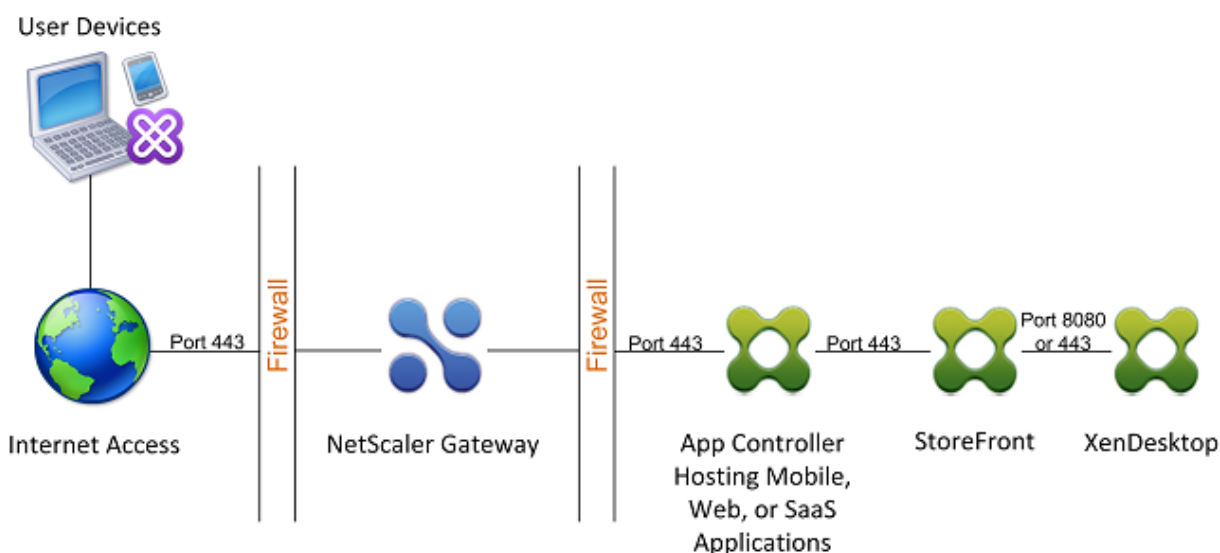 User Devices
Port 443
Firewall
Firewall
Port 443
Port 443
Port 8080
or 443
Internet Access
NetScaler Gateway
App Controller
Hosting Mobile,
Web, or SaaS
Applications
StoreFront
XenDesktop